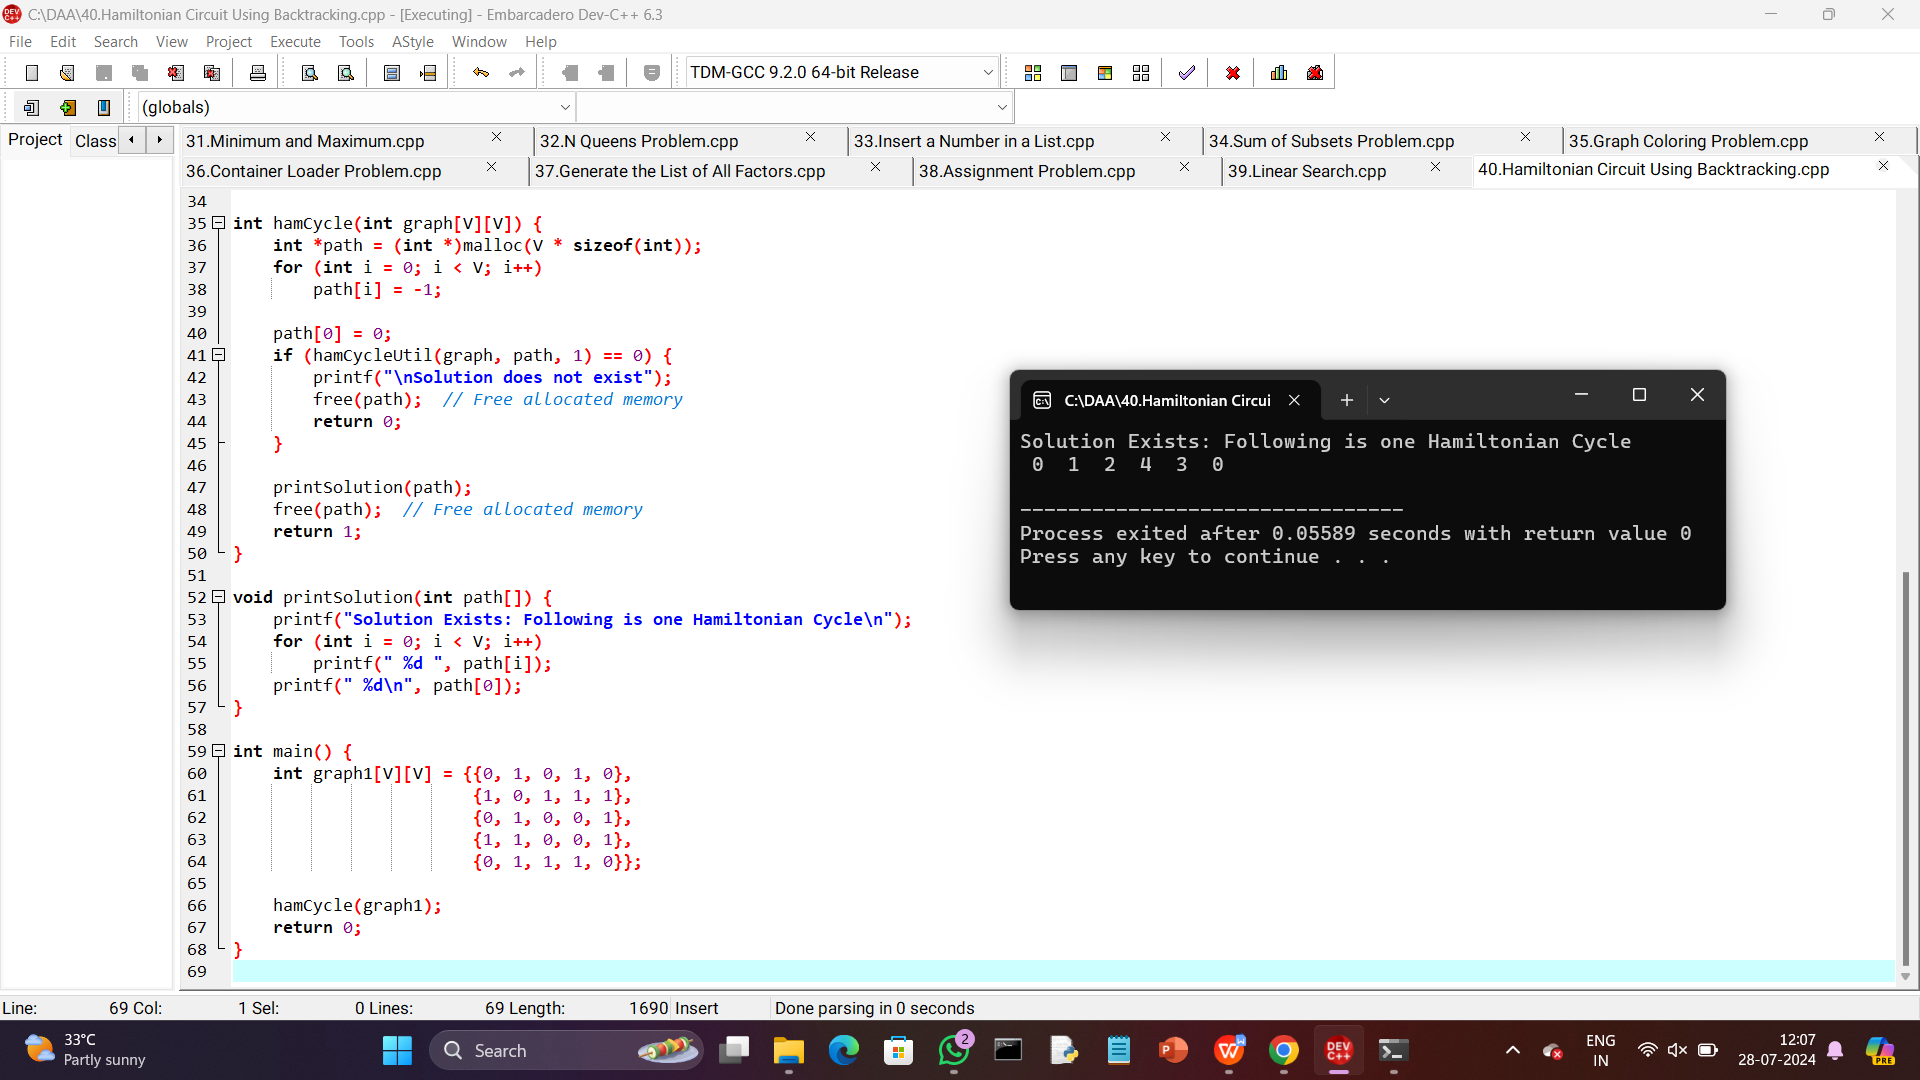 C:\DAA\40.Hamiltonian Circuit Using Backtracking.cpp - [Executing] - Embarcadero Dev-C++ 6.3
File Edit Search View Project Execute Tools AStyle Window Help
TDM-GCC 9.2.0 64-bit Release
(globals)
Project Class
31.Minimum and Maximum.cpp 32.N Queens Problem.cpp 33.Insert a Number in a List.cpp 34.Sum of Subsets Problem.cpp 35.Graph Coloring Problem.cpp
36.Container Loader Problem.cpp 37.Generate the List of All Factors.cpp 38.Assignment Problem.cpp 39.Linear Search.cpp 40.Hamiltonian Circuit Using Backtracking.cpp
34
35 int hamCycle(int graph[V][V]) {
36 int *path = (int *)malloc(V * sizeof(int));
37 for (int i = 0; i < V; i++)
38 path[i] = -1;
39
40 path[0] = 0;
41 if (hamCycleUtil(graph, path, 1) == 0) {
42 printf("\nSolution does not exist");
43 free(path); // Free allocated memory
44 return 0;
45 }
46
47 printSolution(path);
48 free(path); // Free allocated memory
49 return 1;
50 }
51
52 void printSolution(int path[]) {
53 printf("Solution Exists: Following is one Hamiltonian Cycle\n");
54 for (int i = 0; i < V; i++)
55 printf(" %d ", path[i]);
56 printf(" %d\n", path[0]);
57 }
58
59 int main() {
60 int graph1[V][V] = {{0, 1, 0, 1, 0},
61 {1, 0, 1, 1, 1},
62 {0, 1, 0, 0, 1},
63 {1, 1, 0, 0, 1},
64 {0, 1, 1, 1, 0}};
65
66 hamCycle(graph1);
67 return 0;
68 }
69
C:\DAA\40.Hamiltonian Circui
Solution Exists: Following is one Hamiltonian Cycle
0 1 2 4 3 0
--------------------------------
Process exited after 0.05589 seconds with return value 0
Press any key to continue . . .
Line: 69 Col: 1 Sel: 0 Lines: 69 Length: 1690 Insert Done parsing in 0 seconds
33°C
Partly sunny
Search
2
DEV C++
ENG
IN
12:07
28-07-2024
PRE